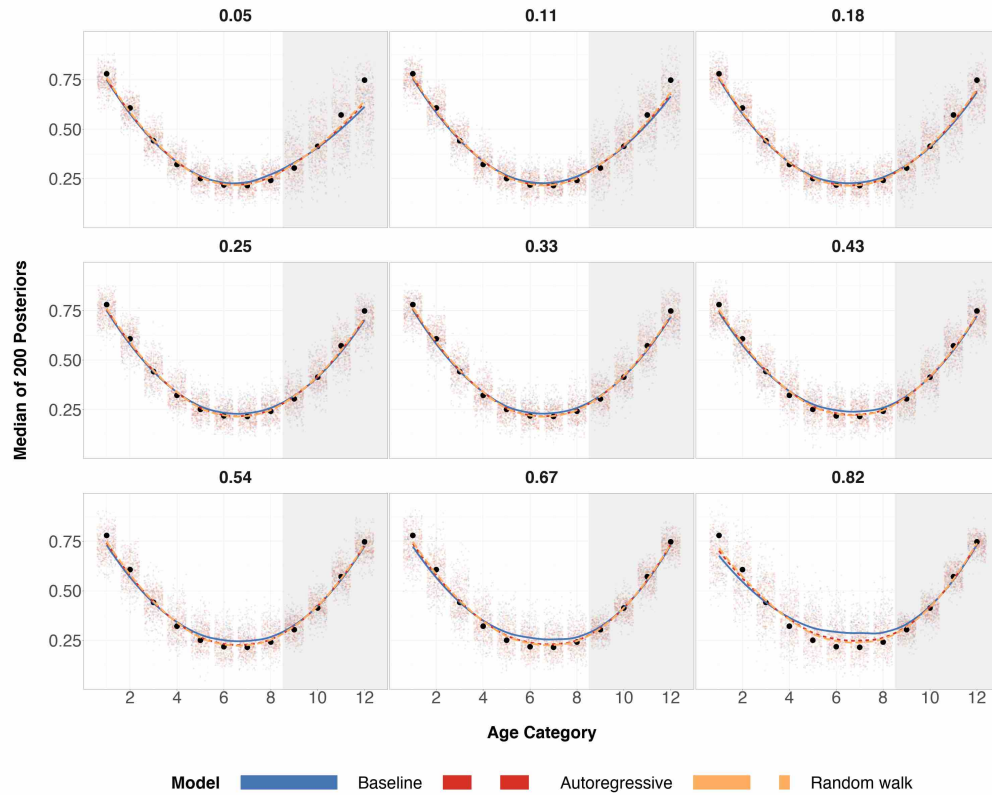 0.05 0.11 0.18
0.75
0.50
0.25
0.25 0.33 0.43
0.75
0.50
0.25
0.54 0.67 0.82
0.75
0.50
0.25
2 4 6 8 10 12 2 4 6 8 10 12 2 4 6 8 10 12
Median of 200 Posteriors
Age Category
Model Baseline Autoregressive Random walk